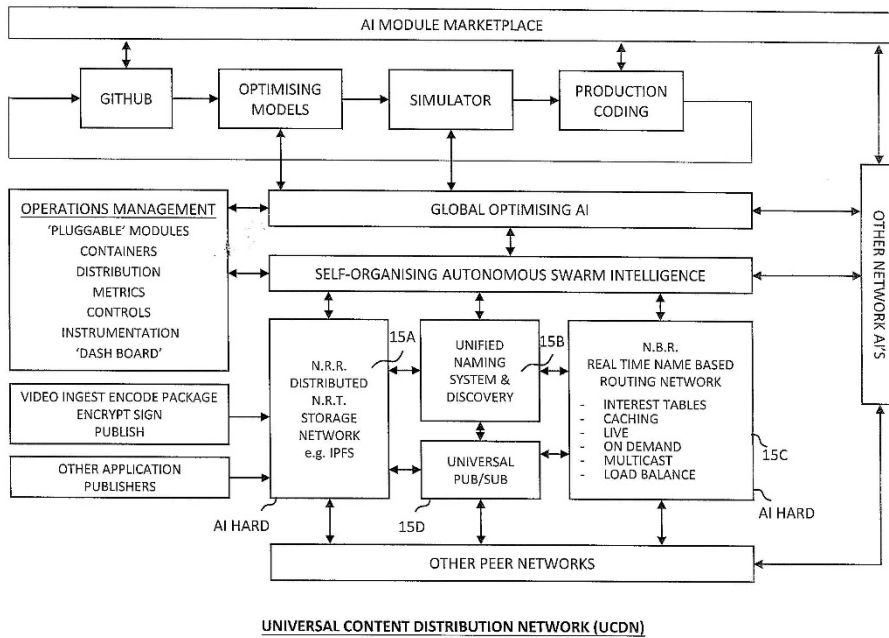 AI MODULE MARKETPLACE
GITHUB
OPTIMISING
MODELS
SIMULATOR
PRODUCTION
CODING
OPERATIONS MANAGEMENT
'PLUGGABLE' MODULES
CONTAINERS
DISTRIBUTION
METRICS
CONTROLS
INSTRUMENTATION
'DASH BOARD'
GLOBAL OPTIMISING AI
SELF-ORGANISING AUTONOMOUS SWARM INTELLIGENCE
OTHER NETWORK AI'S
15A
N.R.R.
DISTRIBUTED
N.R.T.
STORAGE
NETWORK
e.g. IPFS
UNIFIED
NAMING
SYSTEM &
DISCOVERY
15B
N.B.R.
REAL TIME NAME BASED
ROUTING NETWORK
- INTEREST TABLES
- CACHING
- LIVE
- ON DEMAND
- MULTICAST
- LOAD BALANCE
15C
VIDEO INGEST ENCODE PACKAGE
ENCRYPT SIGN
PUBLISH
OTHER APPLICATION
PUBLISHERS
UNIVERSAL
PUB/SUB
AI HARD
15D
AI HARD
OTHER PEER NETWORKS
UNIVERSAL CONTENT DISTRIBUTION NETWORK (UCDN)